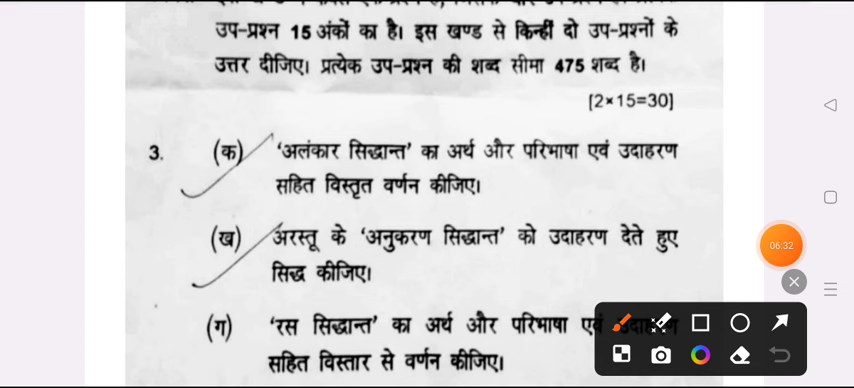 उप-प्रश्न 15 अंकों का है। इस खण्ड से किन्हीं दो उप-प्रश्नों के
उत्तर दीजिए। प्रत्येक उप-प्रश्न की शब्द सीमा 475 शब्द है।
[2×15=30]
3. (क) 'अलंकार सिद्धान्त' का अर्थ और परिभाषा एवं उदाहरण
सहित विस्तृत वर्णन कीजिए।
(ख) अरस्तू के 'अनुकरण सिद्धान्त' को उदाहरण देते हुए
सिद्ध कीजिए।
06:32
(ग) 'रस सिद्धान्त' का अर्थ और परिभाषा एवं उदाहरण
सहित विस्तार से वर्णन कीजिए।